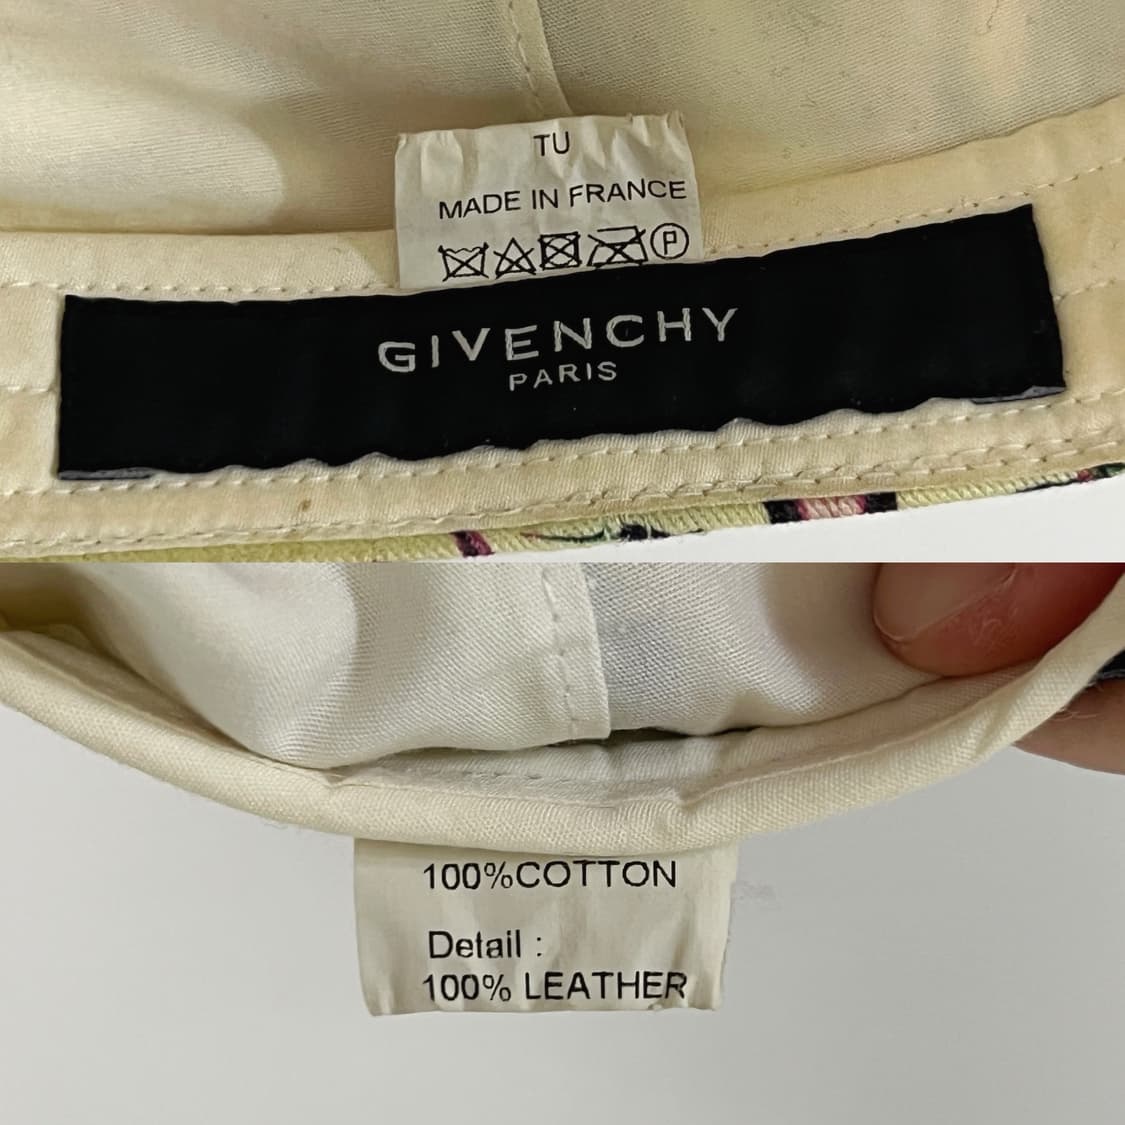 TU
MADE IN FRANCE
P
GIVENCHY
PARIS
100%COTTON
Detail :
100% LEATHER